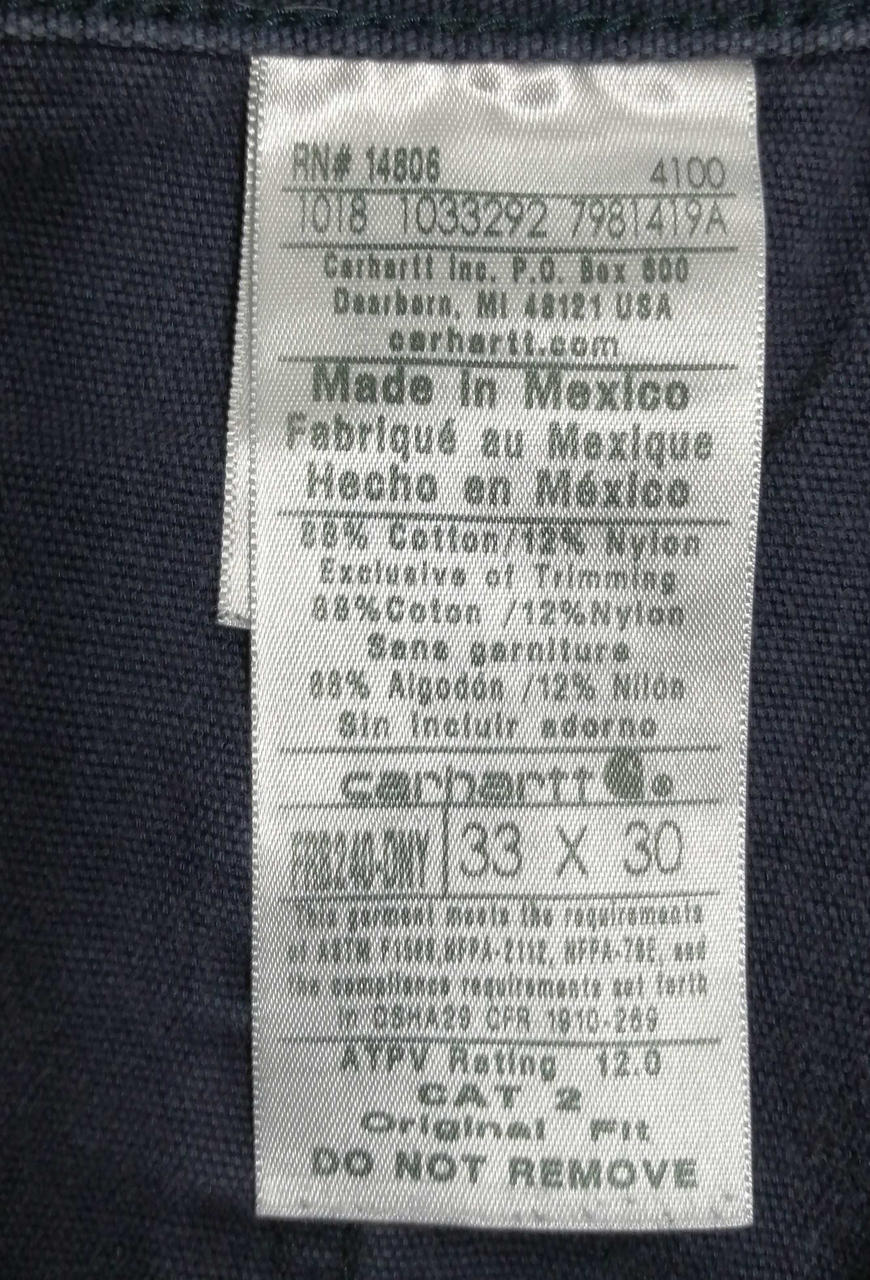 RN# 14806 4100
1018 1033292 7981419A
Carhartt Inc. P.O. Box 600
Dearborn, MI 48121 USA
carhartt.com
Made in Mexico
Fabriqué au Mexique
Hecho en México
88% Cotton/12% Nylon
Exclusive of Trimming
88%Coton /12%Nylon
Sans garniture
88% Algodón /12% Nilón
Sin incluir adorno
carhartt
33 X 30
This garment meets the requirements
of ASTM F1506,NFPA-2112, NFPA-70E, and
the compliance requirements set forth
in OSHA29 CFR 1910-269
ATPV Rating 12.0
CAT 2
Original Fit
DO NOT REMOVE